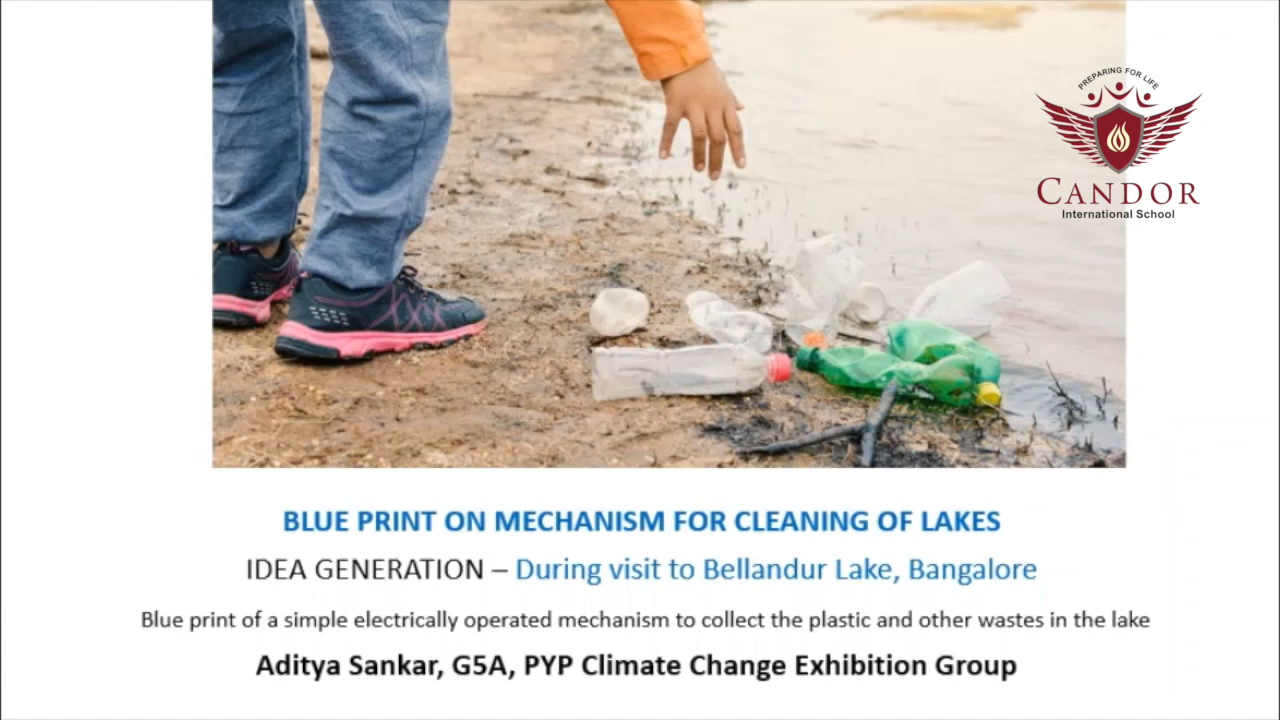 PREPARING FOR LIFE
CANDOR
International School
BLUE PRINT ON MECHANISM FOR CLEANING OF LAKES
IDEA GENERATION – During visit to Bellandur Lake, Bangalore
Blue print of a simple electrically operated mechanism to collect the plastic and other wastes in the lake
Aditya Sankar, G5A, PYP Climate Change Exhibition Group